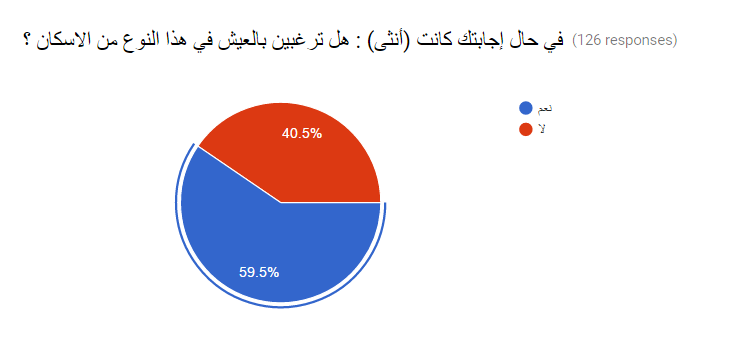 في حال إجابتك كانت (أنثى) : هل ترغبين بالعيش في هذا النوع من الاسكان ؟ (126 responses)
نعم
لا
40.5%
59.5%